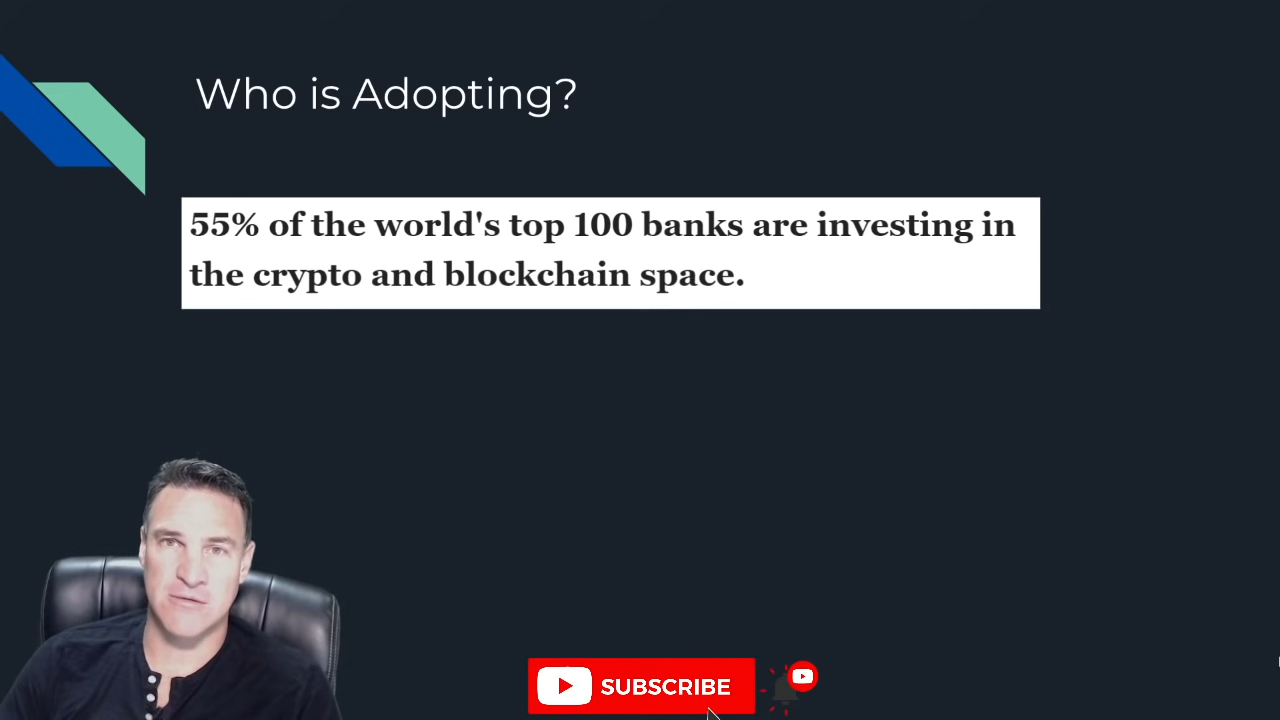 Who is Adopting?
55% of the world's top 100 banks are investing in
the crypto and blockchain space.
SUBSCRIBE